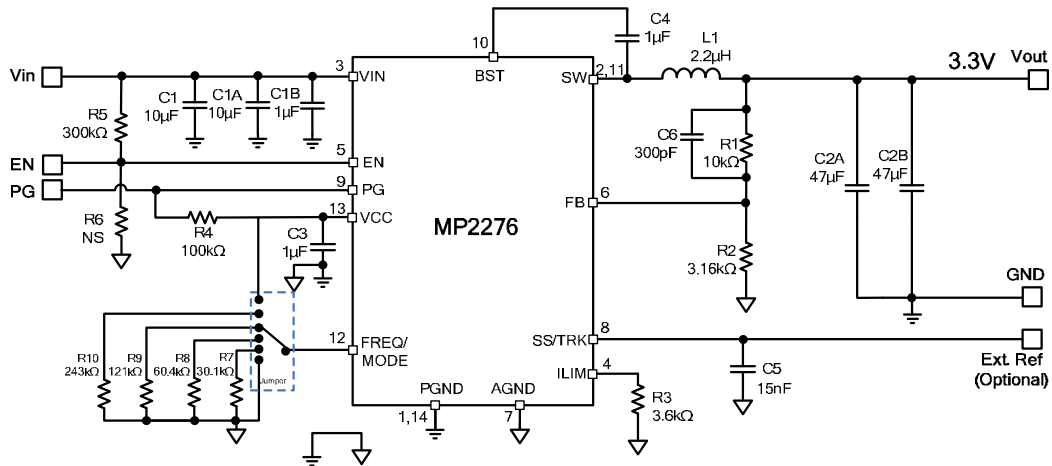 C4
1µF
L1
2.2µH
10
BST
3.3V
Vout
Vin
3
VIN
SW
2,11
C1
10µF
C1A
10µF
C1B
1µF
R5
300kΩ
C6
300pF
R1
10kΩ
C2A
47µF
C2B
47µF
EN
5
EN
PG
9
PG
6
FB
13
VCC
MP2276
R6
NS
R4
100kΩ
C3
1µF
R2
3.16kΩ
GND
8
SS/TRK
12
FREQ/
MODE
Ext. Ref
(Optional)
R10
243kΩ
R9
121kΩ
R8
60.4kΩ
R7
30.1kΩ
Jumper
4
ILIM
C5
15nF
R3
3.6kΩ
PGND
AGND
1,14
7